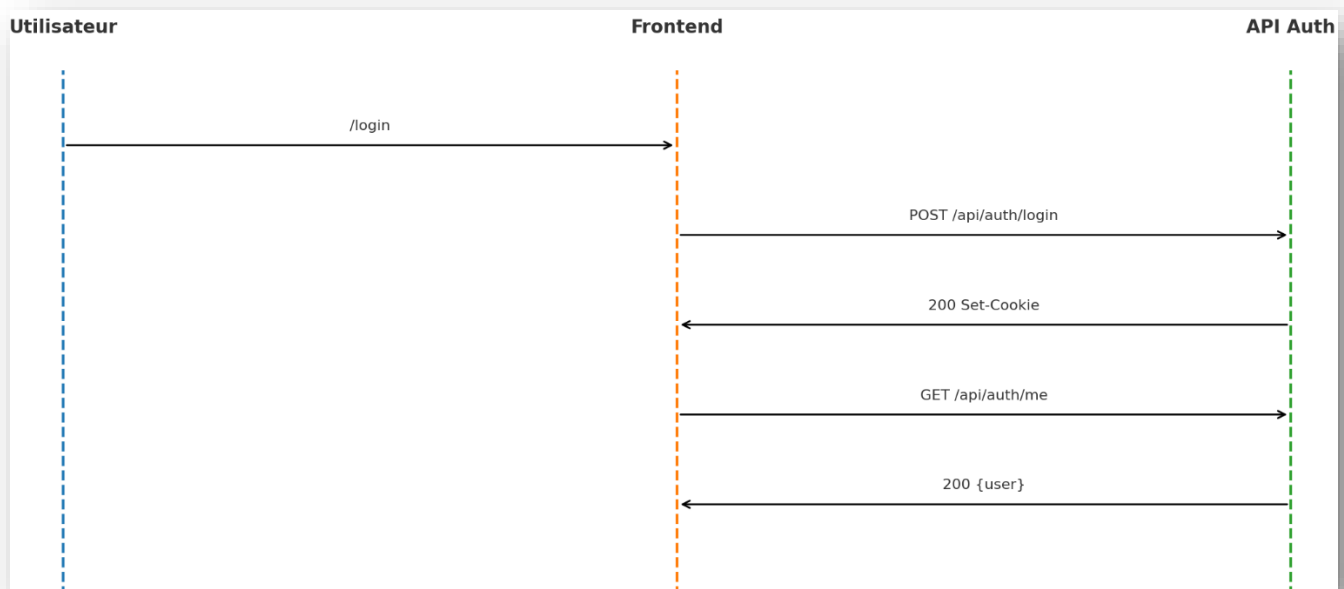 Utilisateur Frontend API Auth
/login
POST /api/auth/login
200 Set-Cookie
GET /api/auth/me
200 {user}